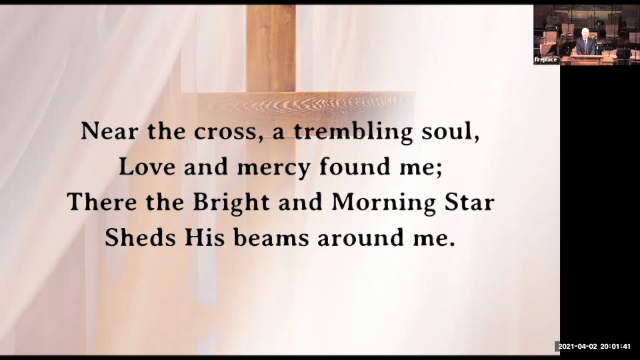 fireplace
Near the cross, a trembling soul,
Love and mercy found me;
There the Bright and Morning Star
Sheds His beams around me.
2021-04-02 20:01:41